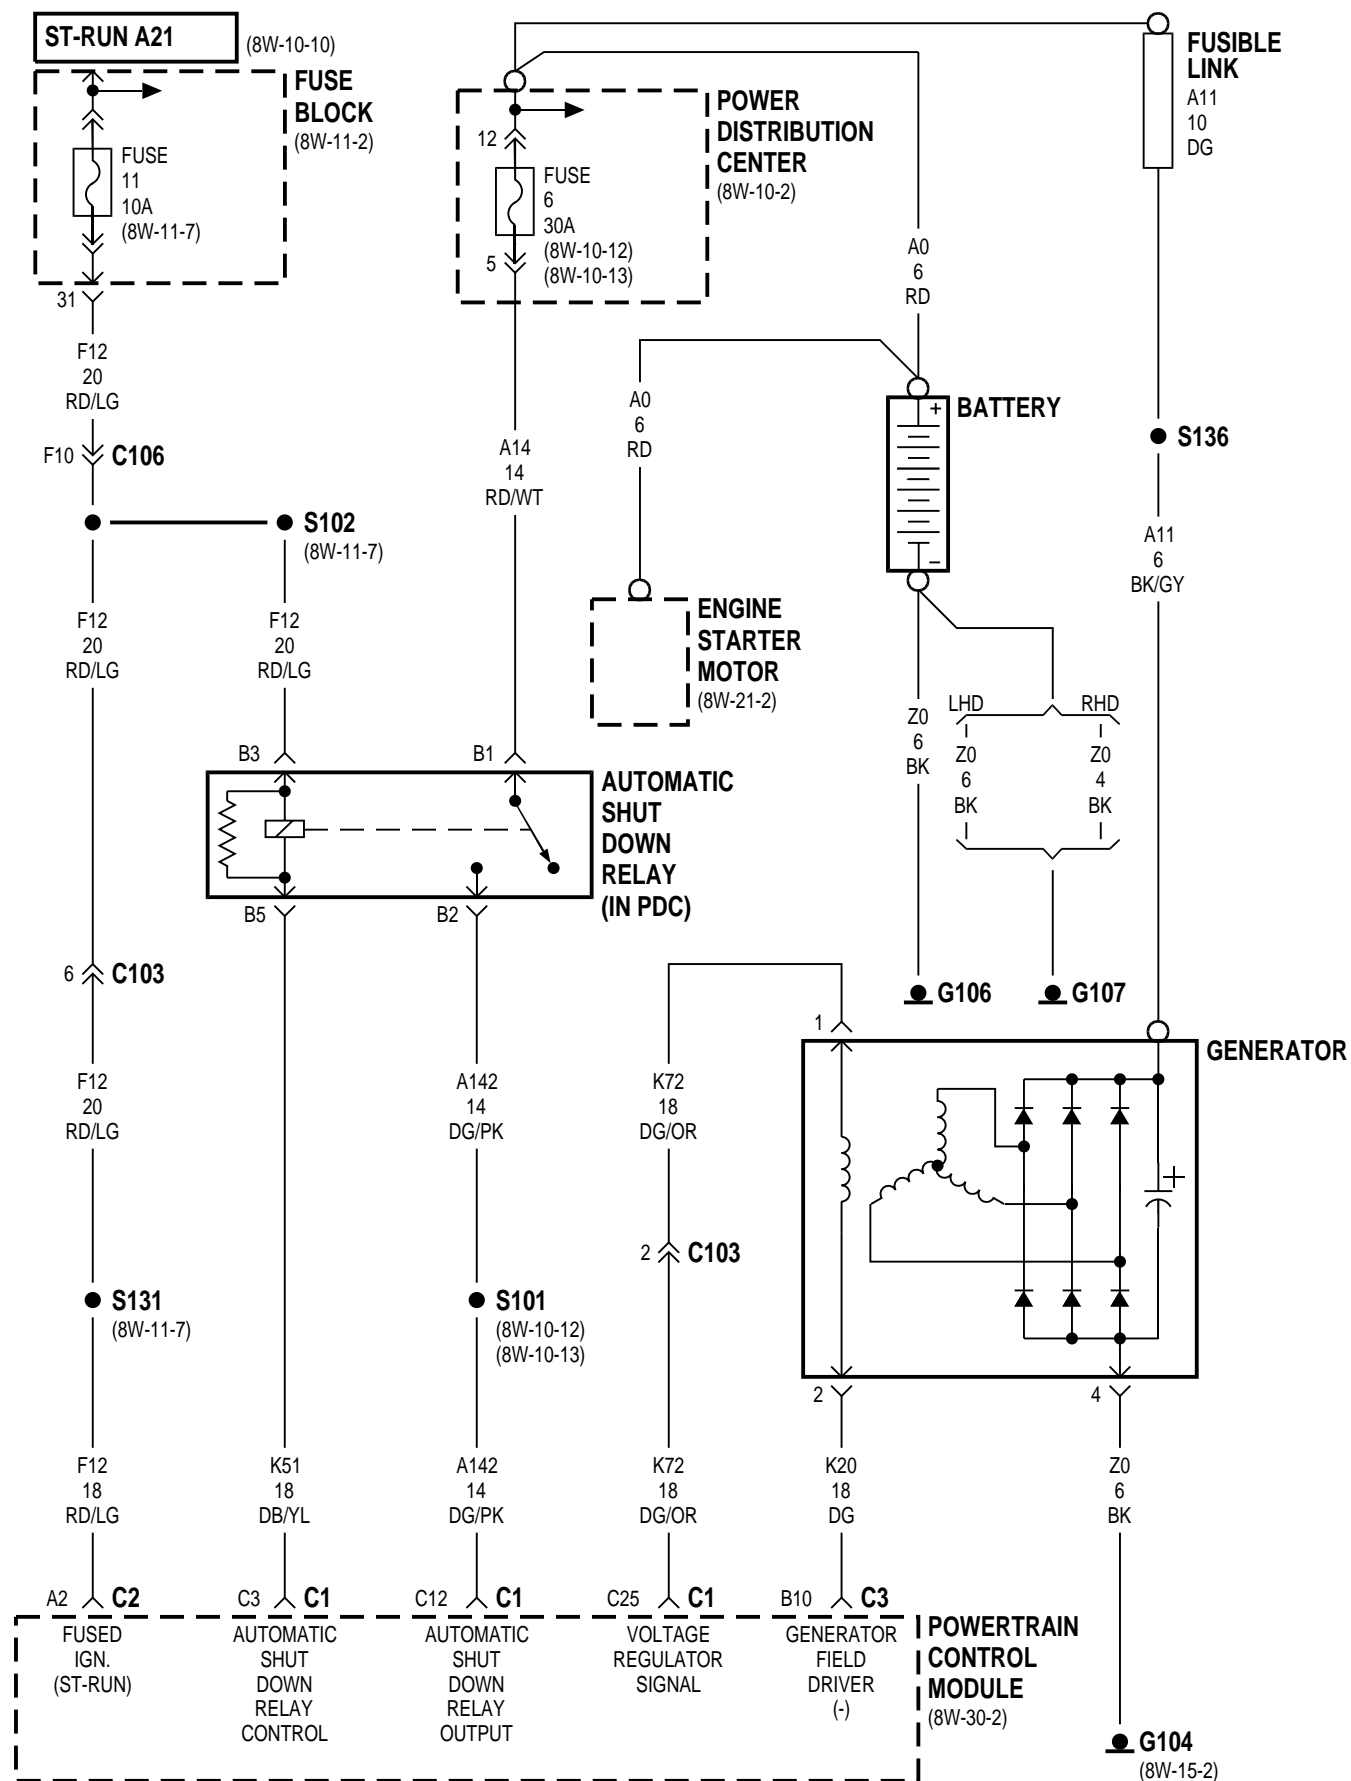 ST-RUN A21
(8W-10-10)
FUSE
BLOCK
(8W-11-2)
FUSE
11
10A
(8W-11-7)
31
F12
20
RD/LG
F10
C106
S102
(8W-11-7)
F12
20
RD/LG
F12
20
RD/LG
POWER
DISTRIBUTION
CENTER
(8W-10-2)
12
FUSE
6
30A
(8W-10-12)
(8W-10-13)
5
A14
14
RD/WT
FUSIBLE
LINK
A11
10
DG
A0
6
RD
A0
6
RD
+
BATTERY
–
S136
A11
6
BK/GY
ENGINE
STARTER
MOTOR
(8W-21-2)
Z0
6
BK
LHD
RHD
Z0
6
BK
Z0
4
BK
G106
G107
B3
B1
AUTOMATIC
SHUT
DOWN
RELAY
(IN PDC)
B5
B2
6
C103
F12
20
RD/LG
A142
14
DG/PK
K72
18
DG/OR
1
GENERATOR
+
2
C103
S131
(8W-11-7)
S101
(8W-10-12)
(8W-10-13)
2
4
F12
18
RD/LG
K51
18
DB/YL
A142
14
DG/PK
K72
18
DG/OR
K20
18
DG
Z0
6
BK
A2
C2
C3
C1
C12
C1
C25
C1
B10
C3
FUSED
IGN.
(ST-RUN)
AUTOMATIC
SHUT
DOWN
RELAY
CONTROL
AUTOMATIC
SHUT
DOWN
RELAY
OUTPUT
VOLTAGE
REGULATOR
SIGNAL
GENERATOR
FIELD
DRIVER
(-)
POWERTRAIN
CONTROL
MODULE
(8W-30-2)
G104
(8W-15-2)